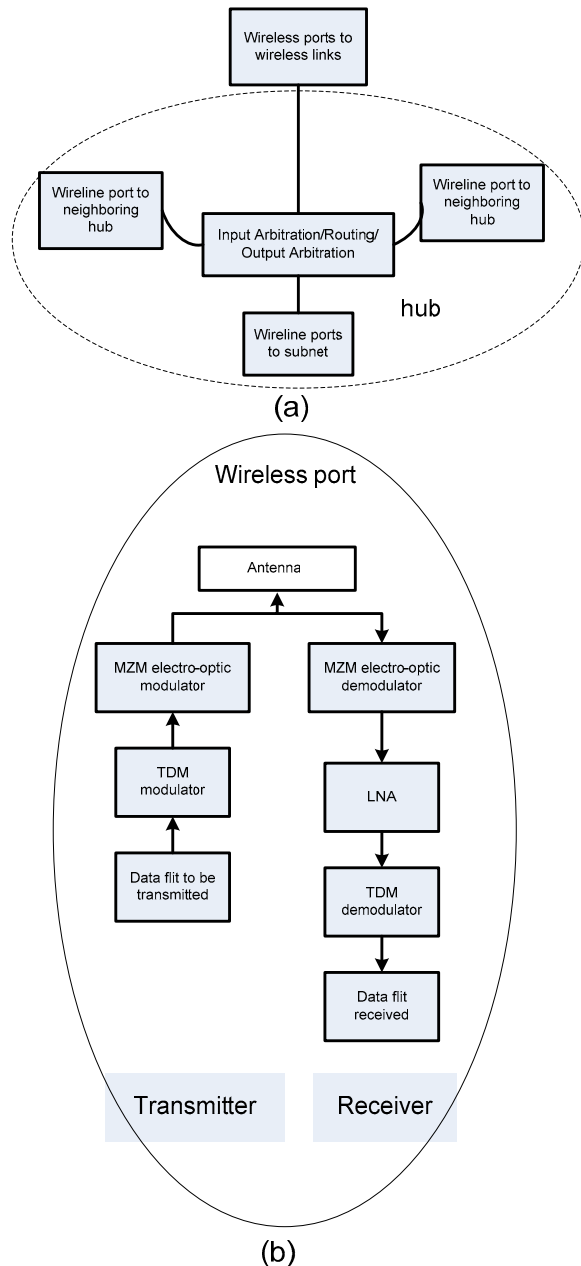 Wireless ports to
wireless links
Wireline port to
neighboring
hub
Wireline port to
neighboring
hub
Input Arbitration/Routing/
Output Arbitration
hub
Wireline ports
to subnet
(a)
Wireless port
Antenna
MZM electro-optic
modulator
MZM electro-optic
demodulator
TDM
modulator
LNA
Data flit to be
transmitted
TDM
demodulator
Data flit
received
Transmitter
Receiver
(b)